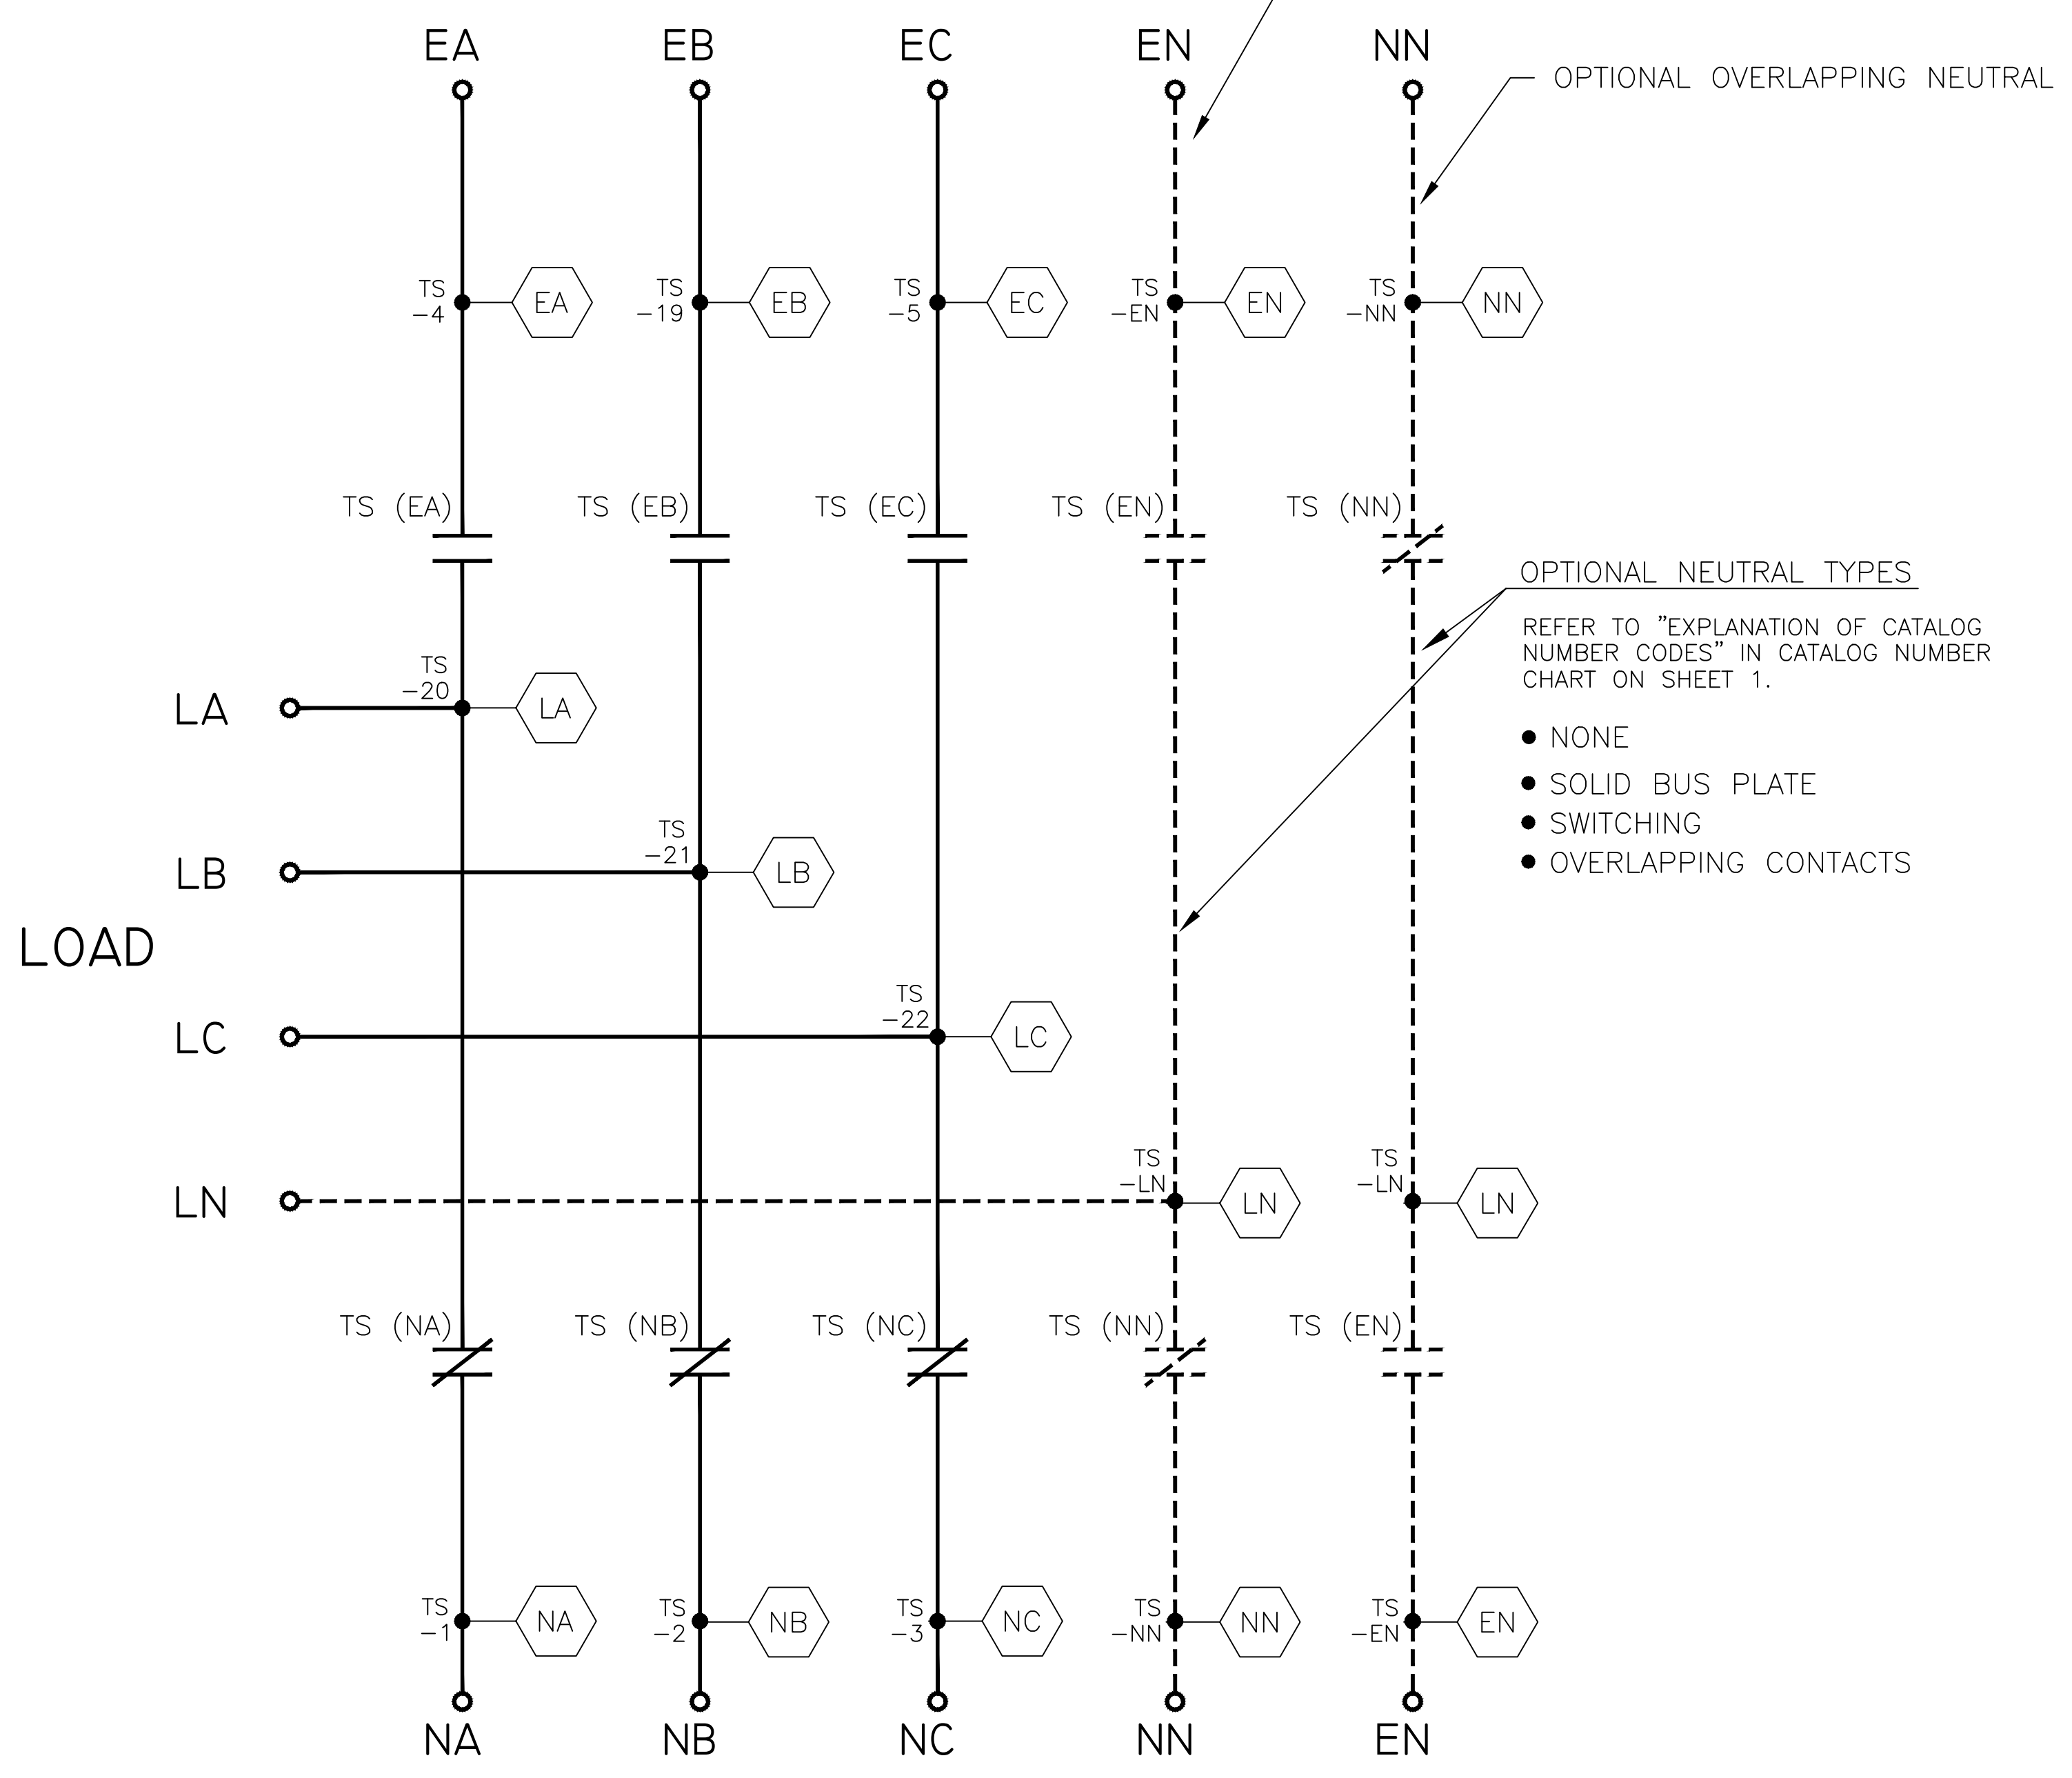 EA EB EC EN NN
OPTIONAL OVERLAPPING NEUTRAL
TS
-4
EA
TS
-19
EB
TS
-5
EC
TS
-EN
EN
TS
-NN
NN
TS (EA) TS (EB) TS (EC) TS (EN) TS (NN)
OPTIONAL NEUTRAL TYPES
REFER TO "EXPLANATION OF CATALOG
NUMBER CODES" IN CATALOG NUMBER
CHART ON SHEET 1.
● NONE
● SOLID BUS PLATE
● SWITCHING
● OVERLAPPING CONTACTS
LA
TS
-20
LA
LB
TS
-21
LB
LOAD
LC
TS
-22
LC
LN
TS
-LN
LN
TS
-LN
LN
TS (NA) TS (NB) TS (NC) TS (NN) TS (EN)
TS
-1
NA
TS
-2
NB
TS
-3
NC
TS
-NN
NN
TS
-EN
EN
NA NB NC NN EN